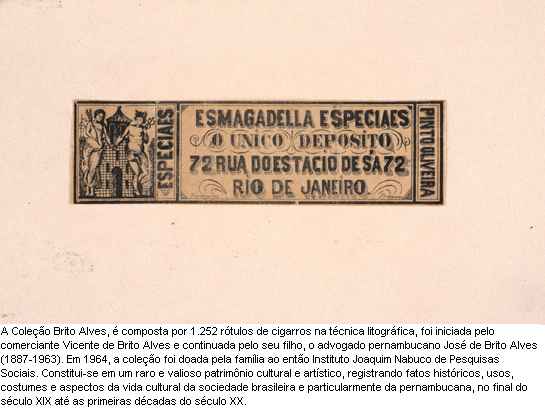 ESPECIAES
ESMAGADELLA ESPECIAES
O UNICO DEPOSITO
72 RUA DO ESTACIO DE SÁ 72
RIO DE JANEIRO.
PINTO OLIVEIRA
A Coleção Brito Alves, é composta por 1.252 rótulos de cigarros na técnica litográfica, foi iniciada pelo
comerciante Vicente de Brito Alves e continuada pelo seu filho, o advogado pernambucano José de Brito Alves
(1887-1963). Em 1964, a coleção foi doada pela família ao então Instituto Joaquim Nabuco de Pesquisas
Sociais. Constitui-se em um raro e valioso patrimônio cultural e artístico, registrando fatos históricos, usos,
costumes e aspectos da vida cultural da sociedade brasileira e particularmente da pernambucana, no final do
século XIX até as primeiras décadas do século XX.